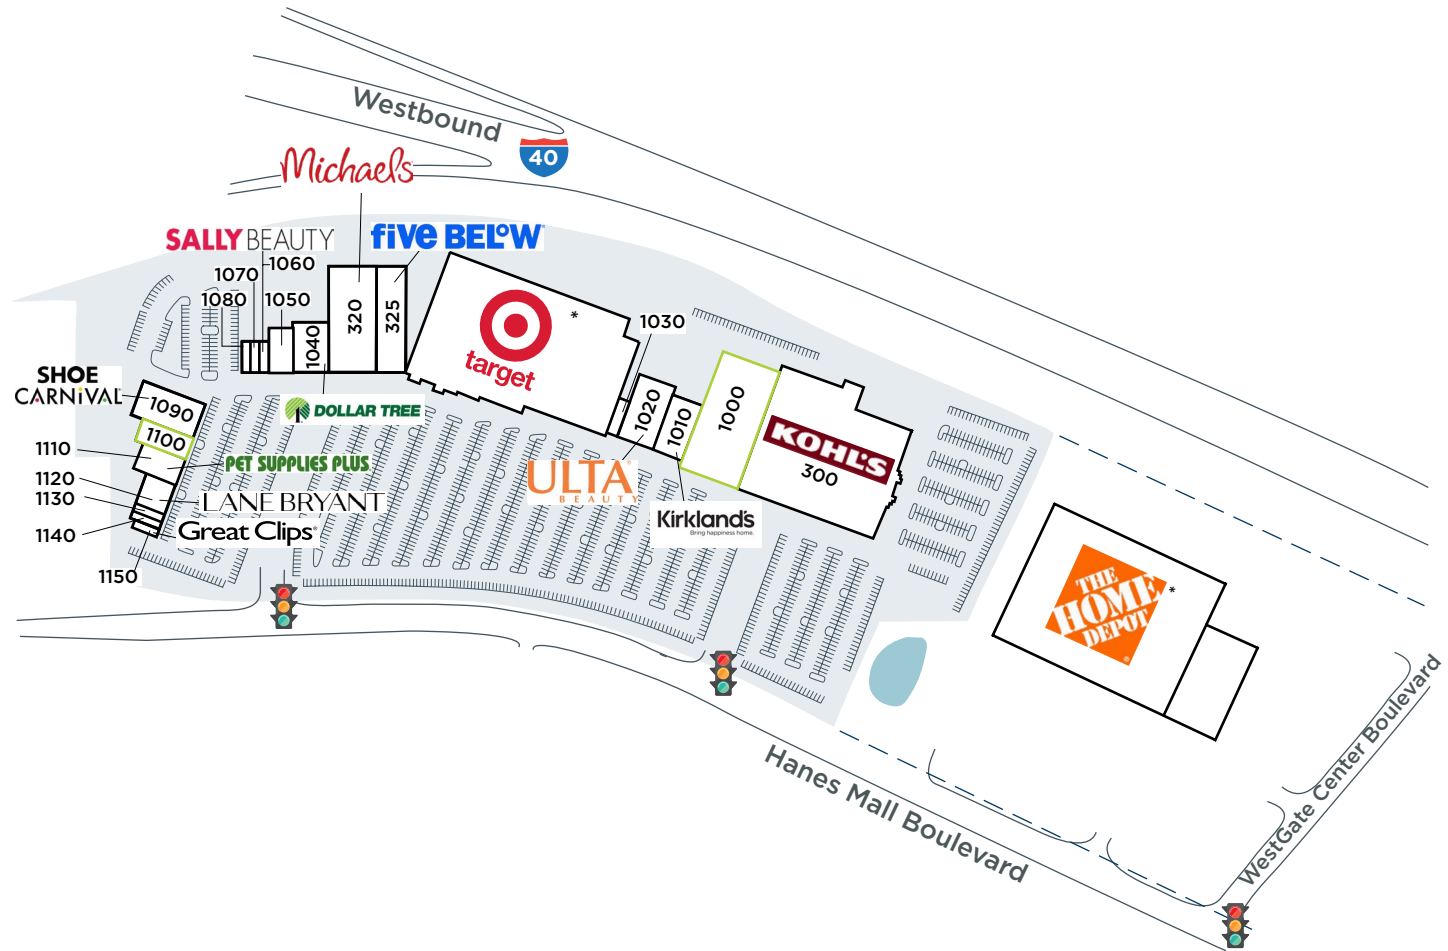 Westbound
40
Michaels
SALLY BEAUTY
fiVe BELOW
1060
1070
1080
1050
1040
320
325
*
target
1030
SHOE
CARNiVAL
1090
DOLLAR TREE
1020
1010
1000
KOHL'S
300
1100
1110
PET SUPPLIES PLUS
1120
LANE BRYANT
1130
Great Clips
1140
1150
ULTA
BEAUTY
Kirkland's
Bring happiness home.
THE
HOME
DEPOT
*
Hanes Mall Boulevard
WestGate Center Boulevard